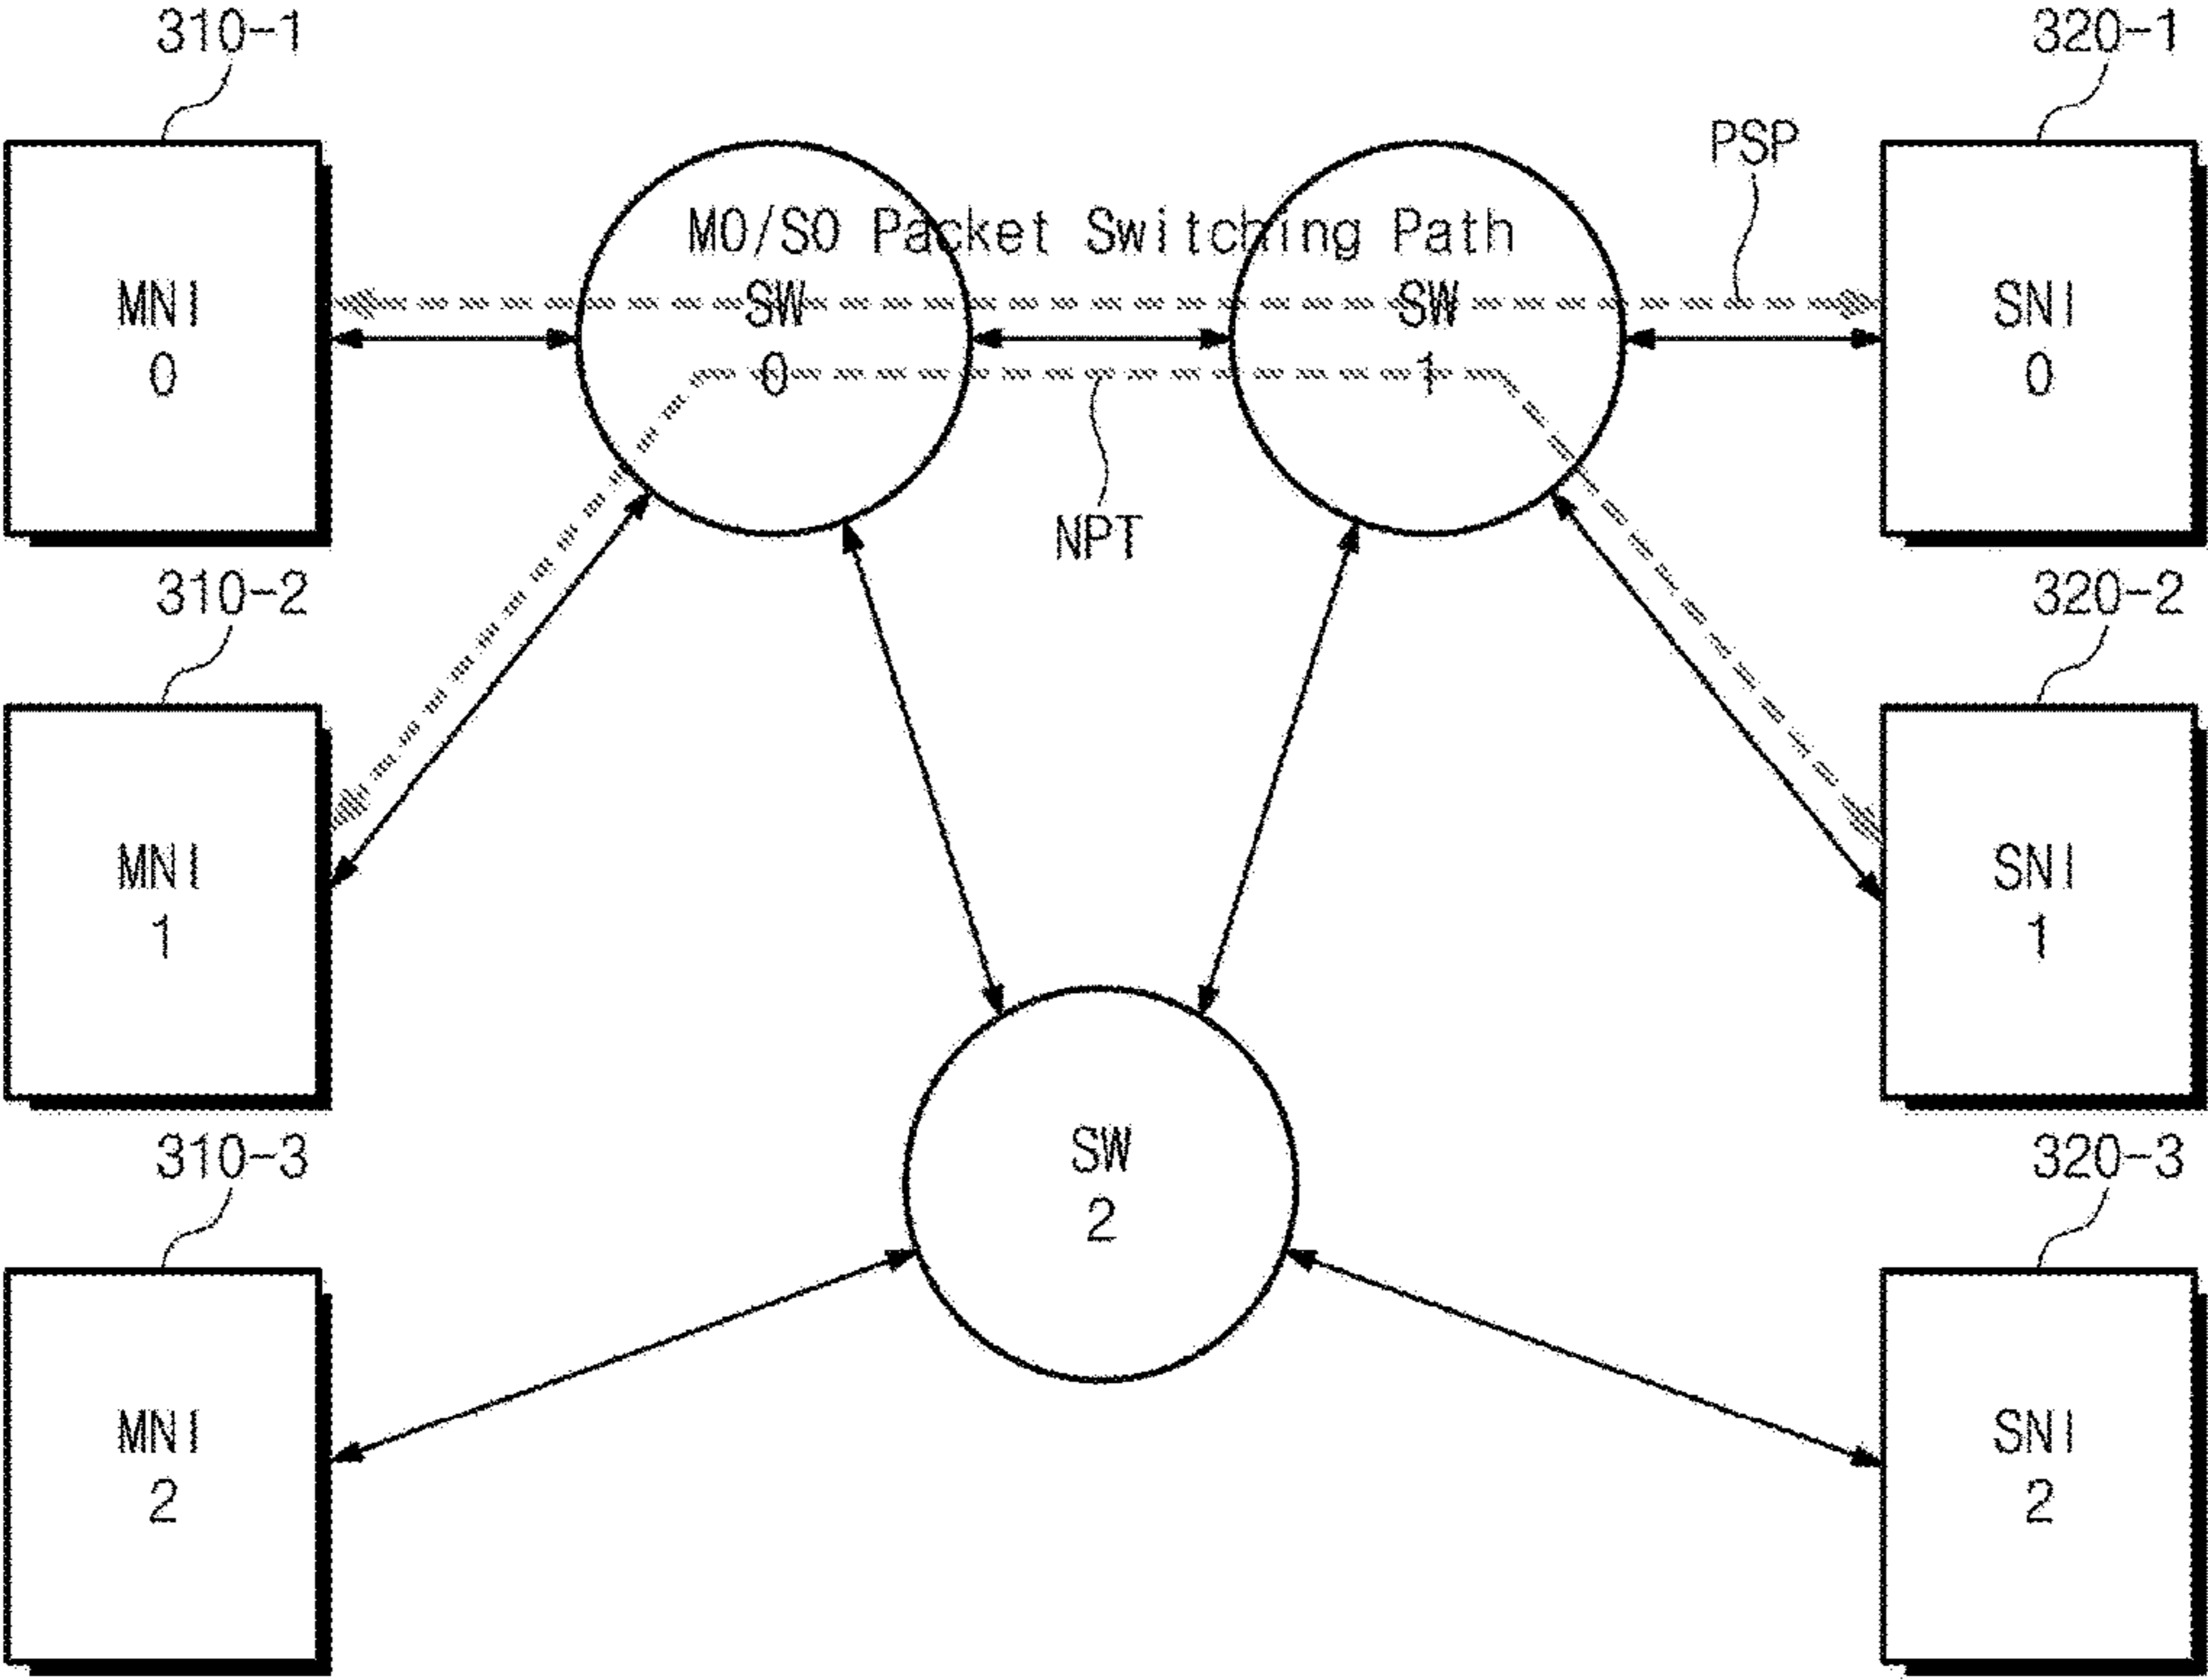 310-1
320-1
PSP
M0/S0 Packet Switching Path
MNI
0
SW
0
SW
1
SNI
0
NPT
310-2
320-2
MNI
1
SNI
1
310-3
320-3
SW
2
MNI
2
SNI
2